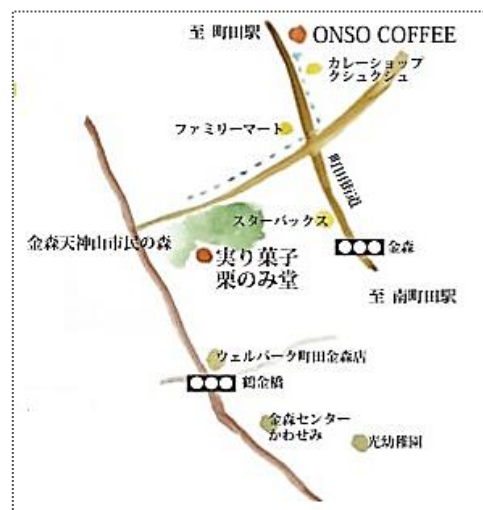 至 町田駅
ONSO COFFEE
カレーショップ
クシュクシュ
ファミリーマート
町田街道
スターバックス
金森
金森天神山市民の森
実り菓子
栗のみ堂
至 南町田駅
ウェルパーク町田金森店
鶴金橋
金森センター
かわせみ
光幼稚園